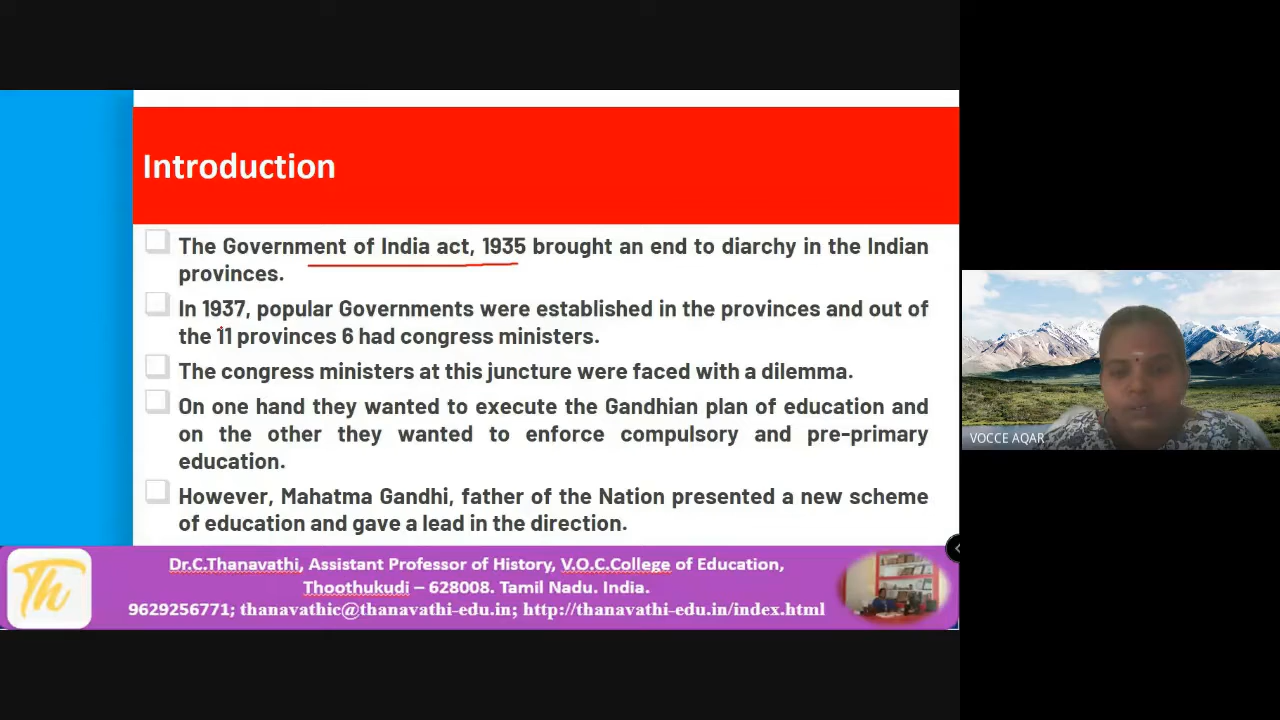 Introduction
The Government of India act, 1935 brought an end to diarchy in the Indian
provinces.
In 1937, popular Governments were established in the provinces and out of
the 11 provinces 6 had congress ministers.
The congress ministers at this juncture were faced with a dilemma.
On one hand they wanted to execute the Gandhian plan of education and
on the other they wanted to enforce compulsory and pre-primary
education.
However, Mahatma Gandhi, father of the Nation presented a new scheme
of education and gave a lead in the direction.
Th
Dr.C.Thanavathi, Assistant Professor of History, V.O.C.College of Education,
Thoothukudi – 628008. Tamil Nadu. India.
9629256771; thanavathic@thanavathi-edu.in; http://thanavathi-edu.in/index.html
VOCCE AQAR